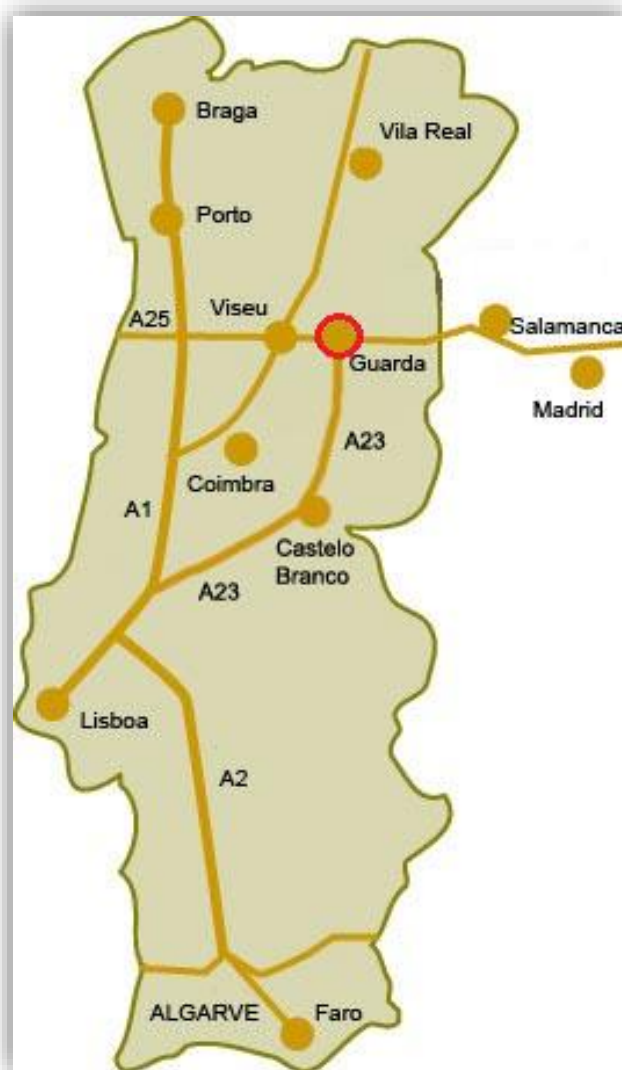 Braga
Vila Real
Porto
A25
Viseu
Salamanca
Guarda
Madrid
A23
Coimbra
A1
Castelo
Branco
A23
Lisboa
A2
ALGARVE
Faro